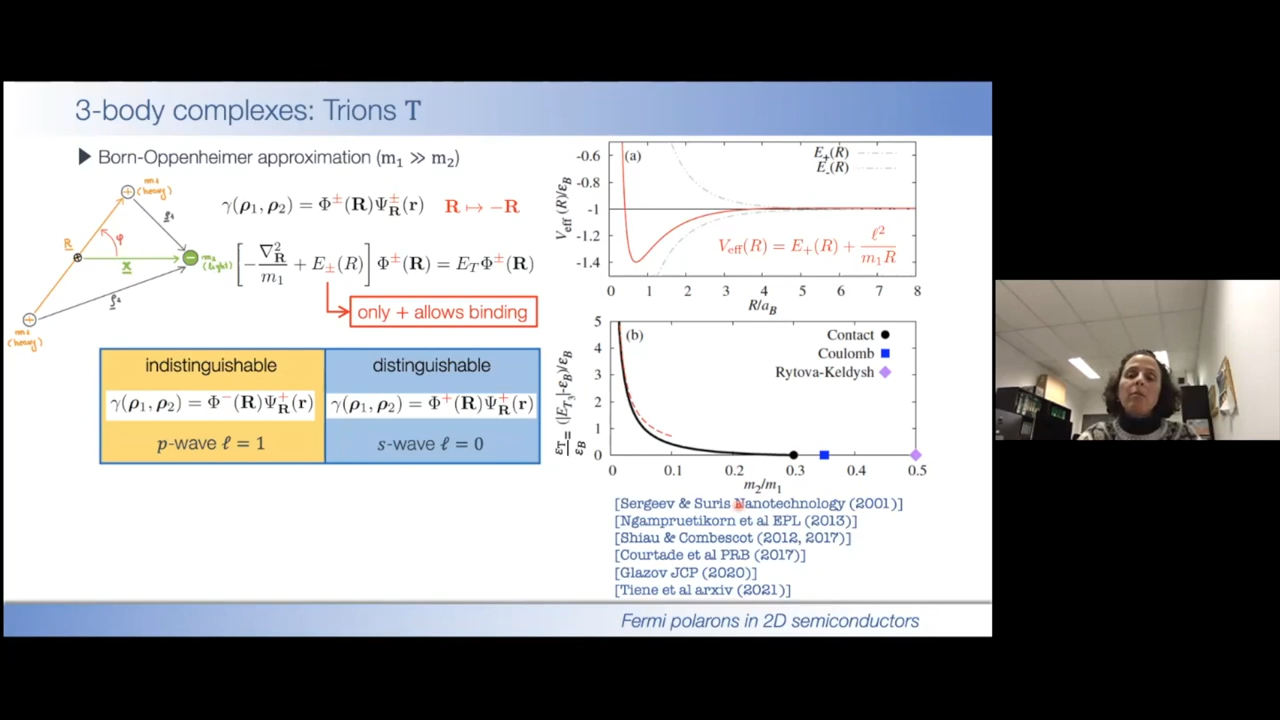 3-body complexes: Trions T
Born-Oppenheimer approximation (m₁ ≫ m₂)
m₁
(heavy)
γ(ρ₁, ρ₂) = Φ^±(R)Ψ_R^±(r)   R ↦ −R
R
φ
x
m₂
(light)
[−∇²_R/m₁ + E_±(R)] Φ^±(R) = E_T Φ^±(R)
only + allows binding
(heavy)
indistinguishable
γ(ρ₁, ρ₂) = Φ^−(R)Ψ_R^+(r)
p-wave ℓ = 1
distinguishable
γ(ρ₁, ρ₂) = Φ^+(R)Ψ_R^+(r)
s-wave ℓ = 0
(a)
E₊(R)
E₋(R)
V_eff (R)/ε_B
-0.6
-0.8
-1
-1.2
-1.4
V_eff(R) = E₊(R) + ℓ²/m₁R
0 1 2 3 4 5 6 7 8
R/a_B
(b)
Contact
Coulomb
Rytova-Keldysh
ε_T/ε_B = (|E_T₃|-ε_B)/ε_B
5
4
3
2
1
0
0 0.1 0.2 0.3 0.4 0.5
m₂/m₁
[Sergeev & Suris Nanotechnology (2001)]
[Ngampruetikorn et al EPL (2013)]
[Shiau & Combescot (2012, 2017)]
[Courtade et al PRB (2017)]
[Glazov JCP (2020)]
[Tiene et al arxiv (2021)]
Fermi polarons in 2D semiconductors